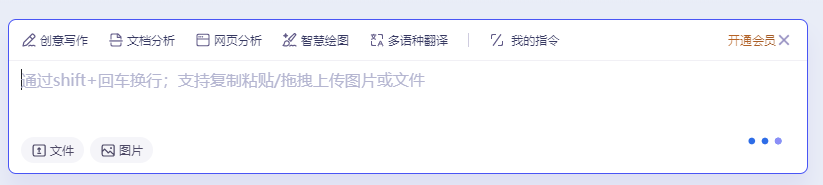 创意写作 文档分析 网页分析 智慧绘图 多语种翻译 我的指令 开通会员
通过shift+回车换行；支持复制粘贴/拖拽上传图片或文件
文件 图片